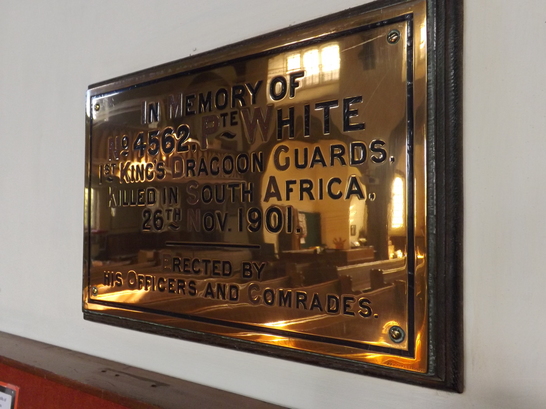 IN MEMORY OF
No 4562. PTE WHITE
1ST KINGS DRAGOON GUARDS.
KILLED IN SOUTH AFRICA,
26TH NOV. 1901.
ERECTED BY
HIS OFFICERS AND COMRADES.